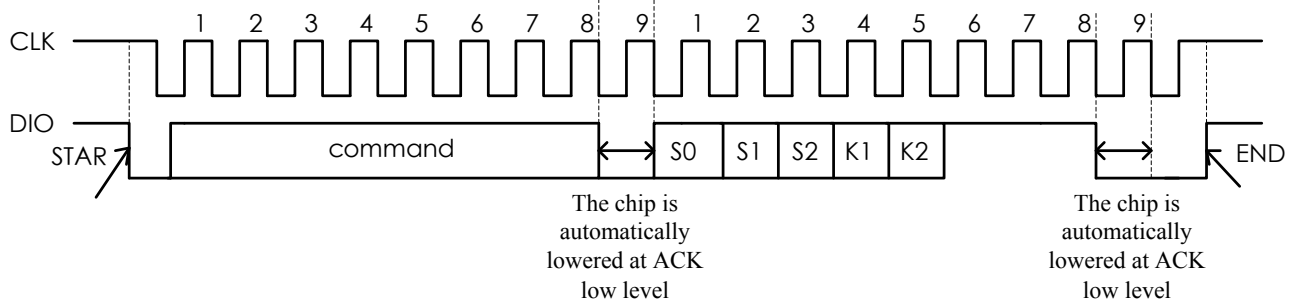 1 2 3 4 5 6 7 8 9 1 2 3 4 5 6 7 8 9
CLK
DIO
STAR
command
S0 S1 S2 K1 K2
END
The chip is
automatically
lowered at ACK
low level
The chip is
automatically
lowered at ACK
low level